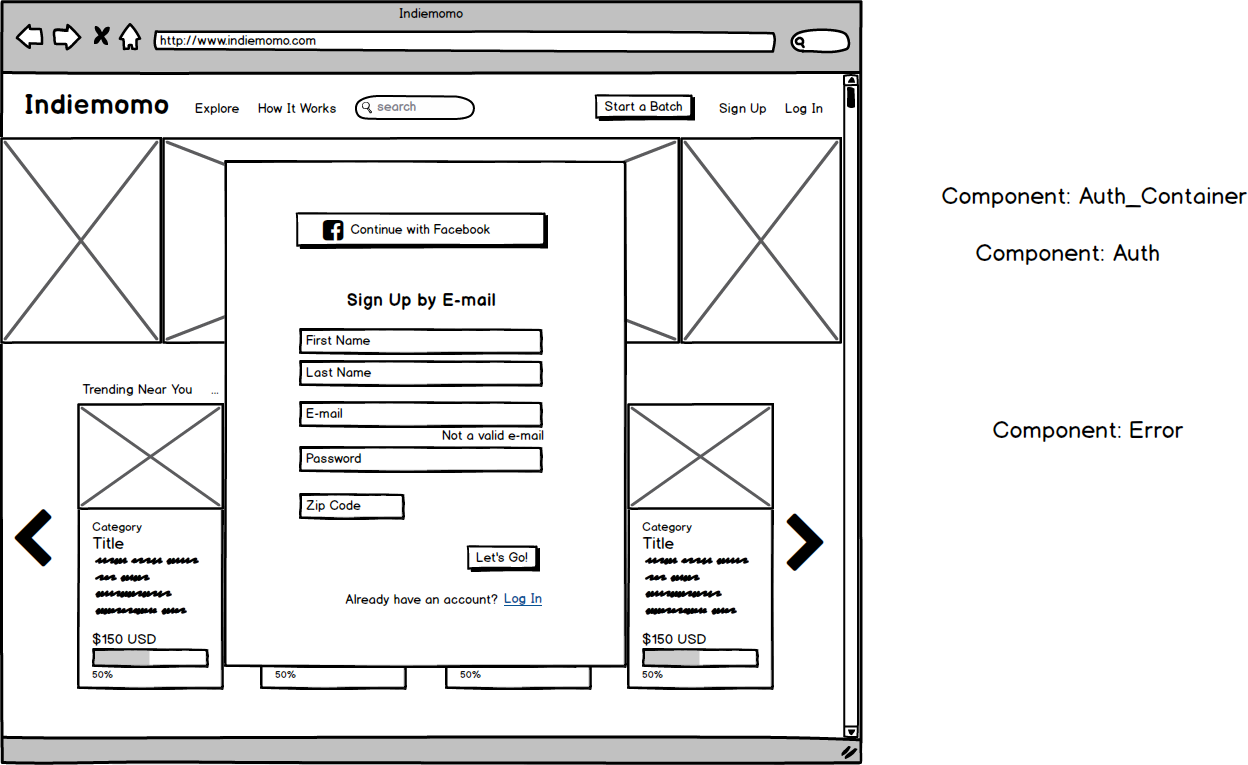 Indiemomo
http://www.indiemomo.com
Indiemomo Explore How It Works search Start a Batch Sign Up Log In
Component: Auth_Container
Continue with Facebook
Component: Auth
Sign Up by E-mail
First Name
Last Name
Trending Near You ...
E-mail
Not a valid e-mail
Component: Error
Password
Zip Code
Category
Title
$150 USD
50%
Let's Go!
Already have an account? Log In
50%
50%
Category
Title
$150 USD
50%